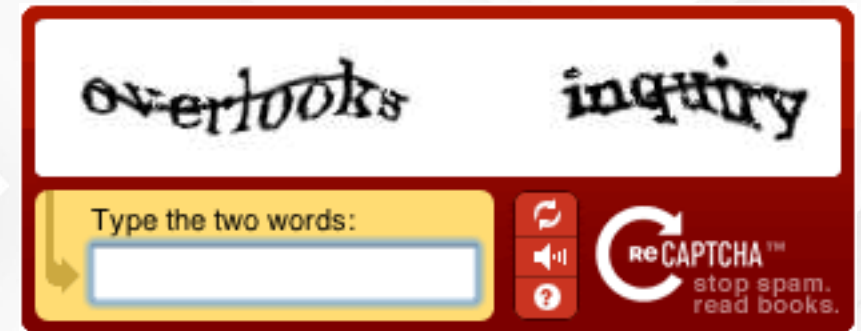 overlooks inquiry
Type the two words:
ReCAPTCHA™
stop spam.
read books.